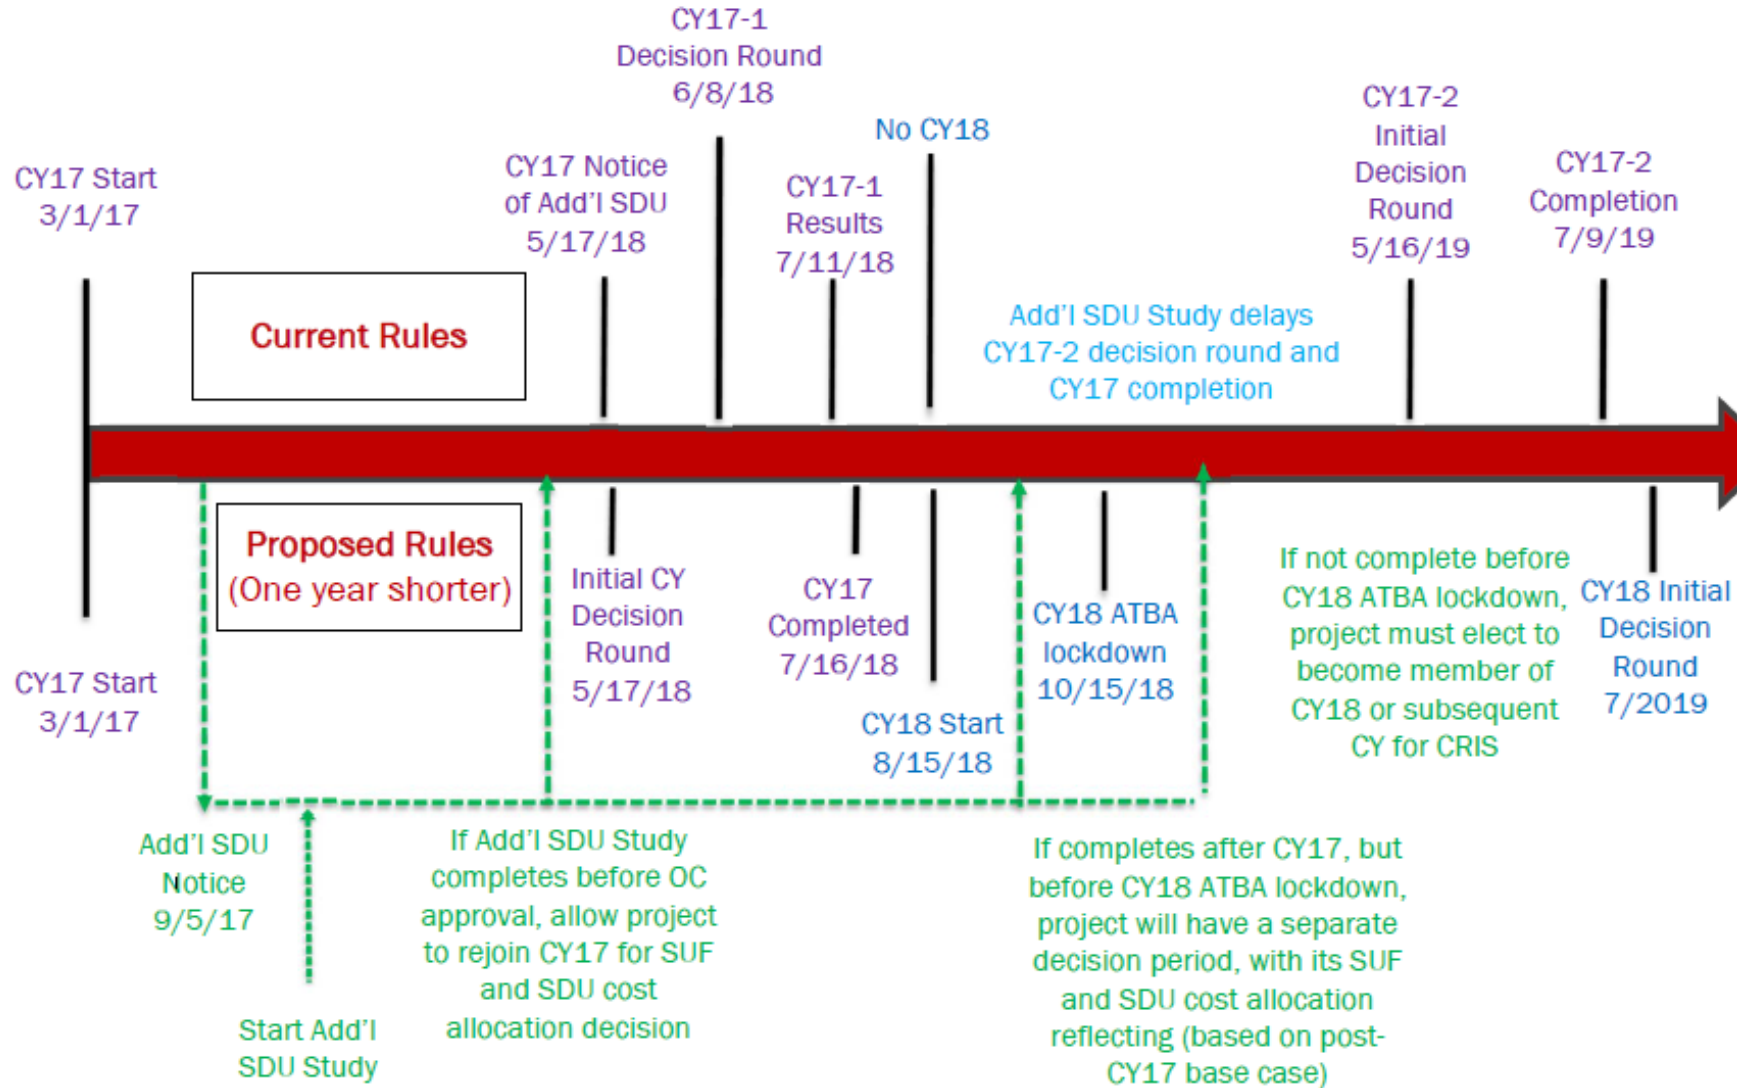 CY17-1
Decision Round
6/8/18
No CY18
CY17-2
Initial
Decision
Round
5/16/19
CY17 Start
3/1/17
CY17 Notice
of Add'l SDU
5/17/18
CY17-1
Results
7/11/18
CY17-2
Completion
7/9/19
Current Rules
Add'l SDU Study delays
CY17-2 decision round and
CY17 completion
Proposed Rules
(One year shorter)
CY17 Start
3/1/17
Initial CY
Decision
Round
5/17/18
CY17
Completed
7/16/18
CY18 Start
8/15/18
CY18 ATBA
lockdown
10/15/18
If not complete before
CY18 ATBA lockdown,
project must elect to
become member of
CY18 or subsequent
CY for CRIS
CY18 Initial
Decision
Round
7/2019
Add'l SDU
Notice
9/5/17
Start Add'l
SDU Study
If Add'l SDU Study
completes before OC
approval, allow project
to rejoin CY17 for SUF
and SDU cost
allocation decision
If completes after CY17, but
before CY18 ATBA lockdown,
project will have a separate
decision period, with its SUF
and SDU cost allocation
reflecting (based on post-
CY17 base case)